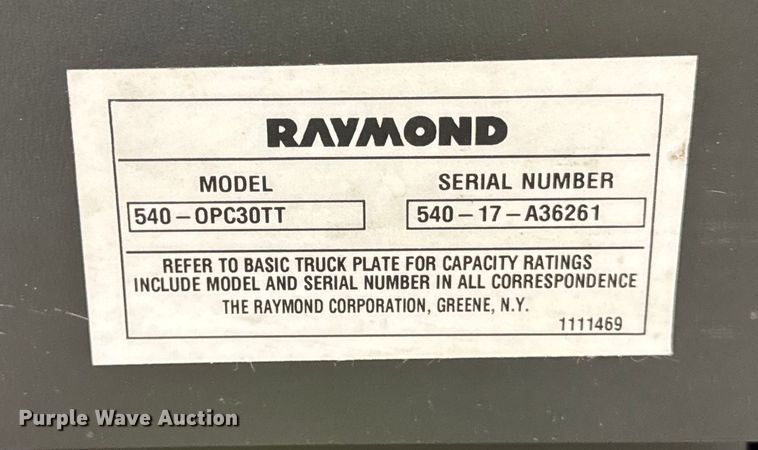 RAYMOND
MODEL SERIAL NUMBER
540-OPC30TT 540-17-A36261
REFER TO BASIC TRUCK PLATE FOR CAPACITY RATINGS
INCLUDE MODEL AND SERIAL NUMBER IN ALL CORRESPONDENCE
THE RAYMOND CORPORATION, GREENE, N.Y.
1111469
Purple Wave Auction